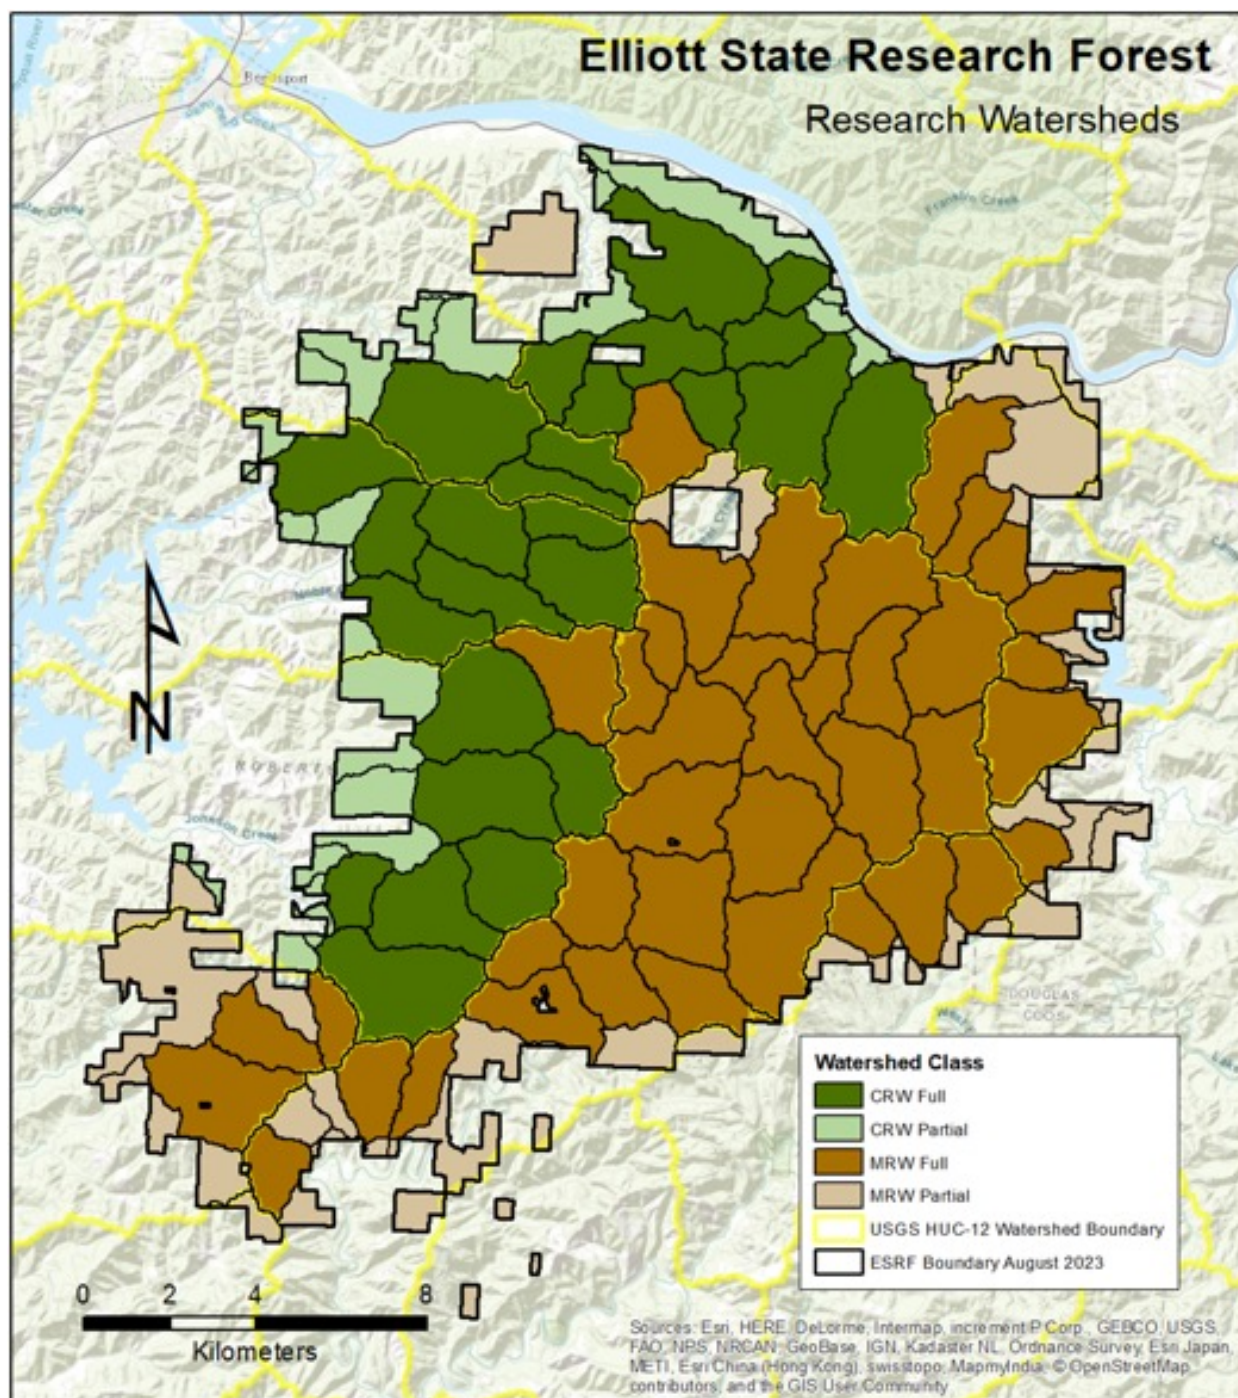 Elliott State Research Forest
Research Watersheds
Reedsport
Franklin Creek
Johnson Creek
DOUGLAS
COOS
N
Watershed Class
CRW Full
CRW Partial
MRW Full
MRW Partial
USGS HUC-12 Watershed Boundary
ESRF Boundary August 2023
0 2 4 8
Kilometers
Sources: Esri, HERE, DeLorme, Intermap, increment P Corp., GEBCO, USGS,
FAO, NPS, NRCAN, GeoBase, IGN, Kadaster NL, Ordnance Survey, Esri Japan,
METI, Esri China (Hong Kong), swisstopo, MapmyIndia, © OpenStreetMap
contributors, and the GIS User Community